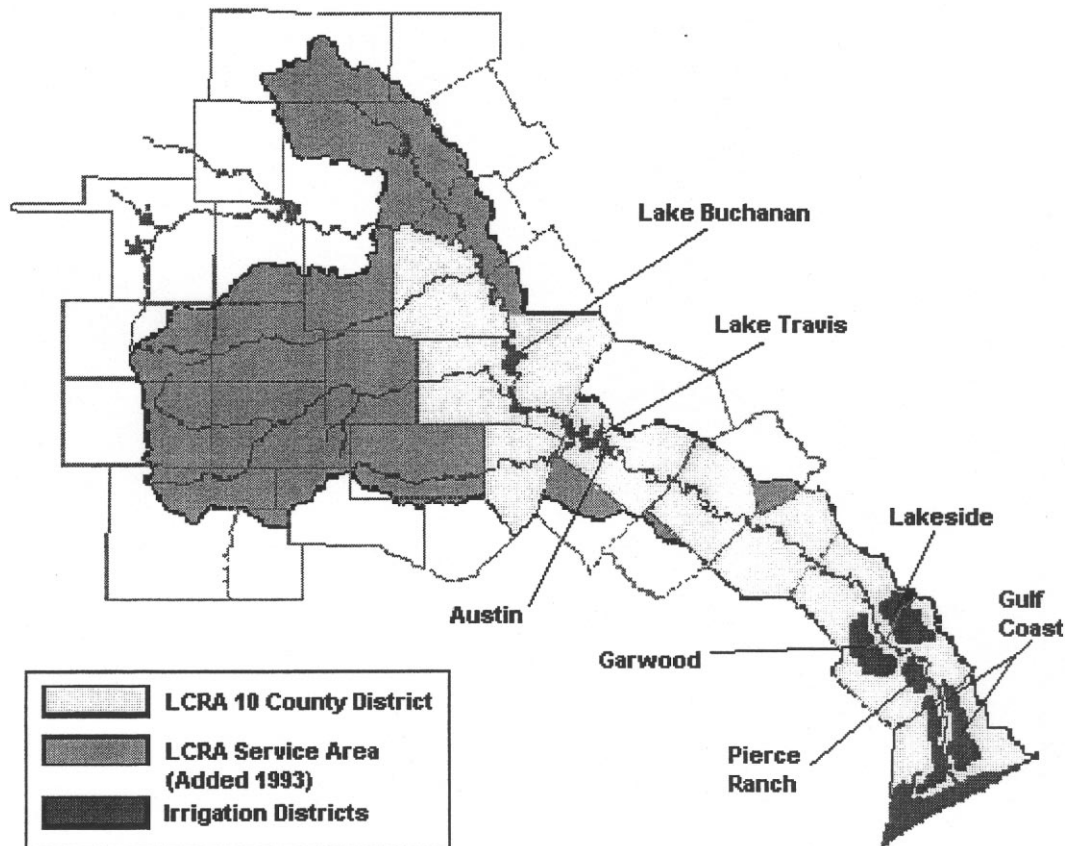 Lake Buchanan
Lake Travis
Lakeside
Gulf
Coast
Austin
Garwood
Pierce
Ranch
LCRA 10 County District
LCRA Service Area
(Added 1993)
Irrigation Districts